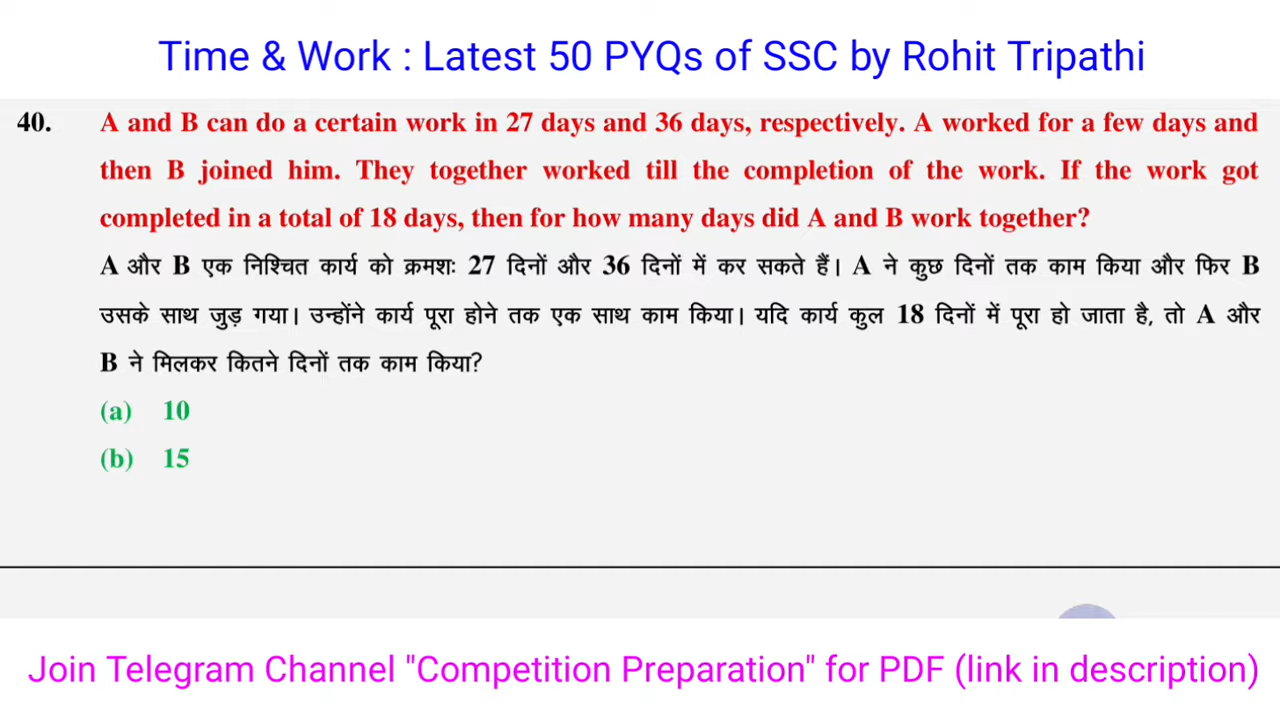 Time & Work : Latest 50 PYQs of SSC by Rohit Tripathi
40. A and B can do a certain work in 27 days and 36 days, respectively. A worked for a few days and
then B joined him. They together worked till the completion of the work. If the work got
completed in a total of 18 days, then for how many days did A and B work together?
A और B एक निश्चित कार्य को क्रमशः 27 दिनों और 36 दिनों में कर सकते हैं। A ने कुछ दिनों तक काम किया और फिर B
उसके साथ जुड़ गया। उन्होंने कार्य पूरा होने तक एक साथ काम किया। यदि कार्य कुल 18 दिनों में पूरा हो जाता है, तो A और
B ने मिलकर कितने दिनों तक काम किया?
(a) 10
(b) 15
Join Telegram Channel "Competition Preparation" for PDF (link in description)